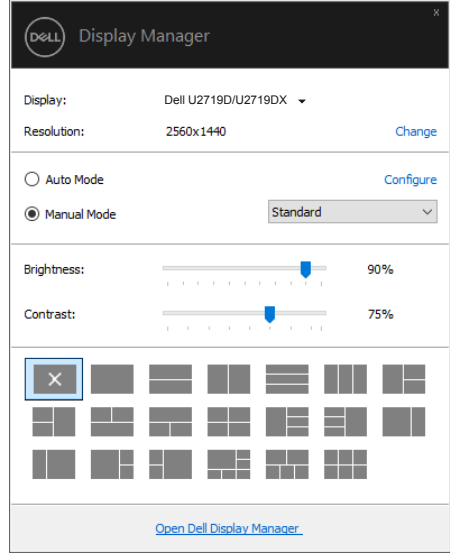 x
DELL Display Manager
Display: Dell U2719D/U2719DX
Resolution: 2560x1440 Change
Auto Mode Configure
Manual Mode Standard
Brightness: 90%
Contrast: 75%
Open Dell Display Manager